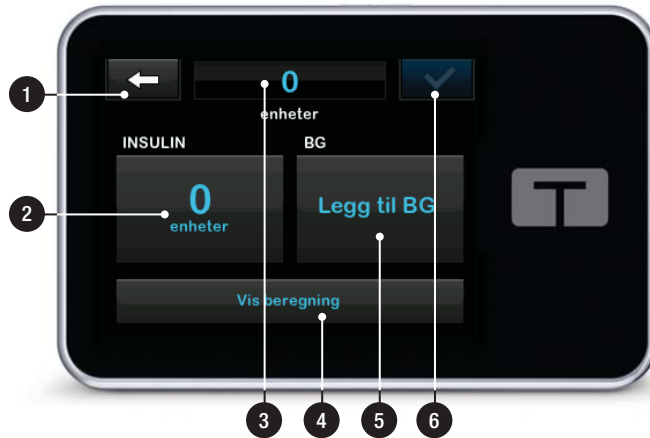 0
enheter
INSULIN
BG
0
enheter
Legg til BG
Vis beregning
1
2
3
4
5
6
T